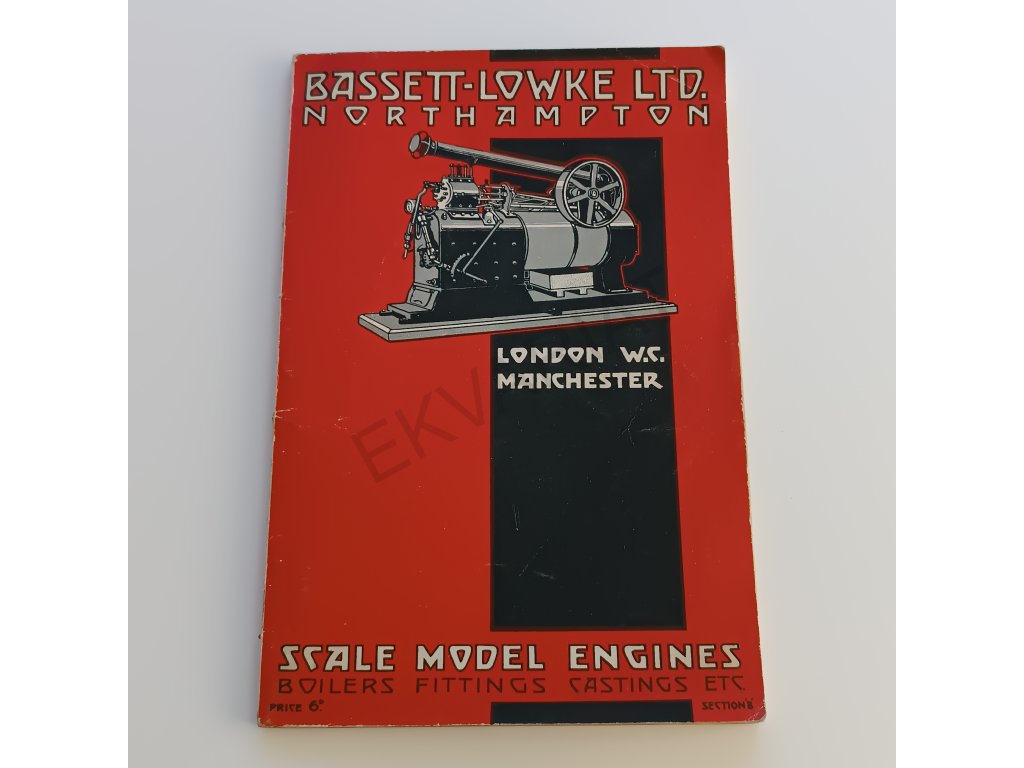 BASSETT-LOWKE LTD.
NORTHAMPTON
LONDON W.C.
MANCHESTER
SCALE MODEL ENGINES
BOILERS FITTINGS CASTINGS ETC.
PRICE 6D
SECTION "B"